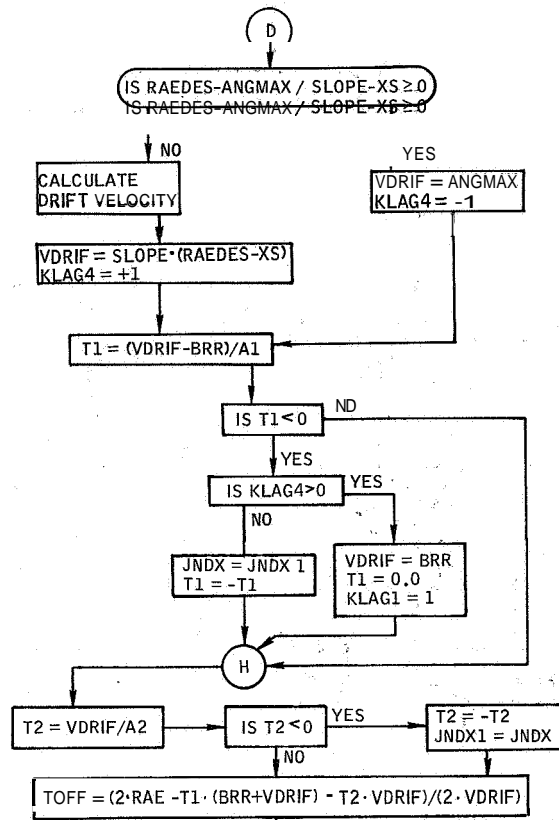 D
IS RAEDES-ANGMAX / SLOPE-XS ≥ 0
IS RAEDES-ANGMAX / SLOPE-XS ≥ 0
NO
YES
CALCULATE
DRIFT VELOCITY
VDRIF = ANGMAX
KLAG4 = -1
VDRIF = SLOPE·(RAEDES-XS)
KLAG4 = +1
T1 = (VDRIF-BRR)/A1
IS T1<0
ND
YES
IS KLAG4>0
YES
NO
JNDX = JNDX 1
T1 = -T1
VDRIF = BRR
T1 = 0.0
KLAG1 = 1
H
T2 = VDRIF/A2
IS T2<0
YES
T2 = -T2
JNDX1 = JNDX
NO
TOFF = (2·RAE -T1·(BRR+VDRIF) - T2·VDRIF)/(2·VDRIF)